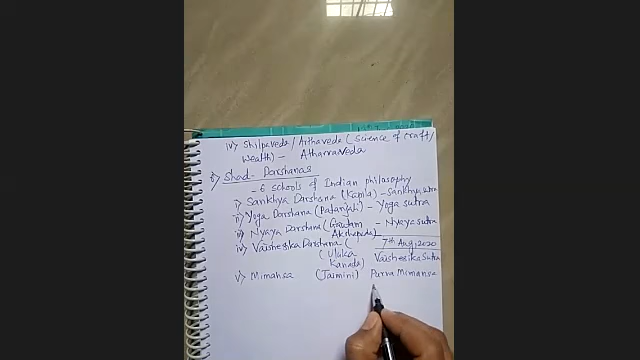 iv) Shilpaveda / Arthaveda (Science of craft/
Wealth) - Atharvaveda
8) Shad-Darshanas
- 6 schools of Indian philosophy
i) Sankhya Darshana (Kamla) - Sankhya sutra
ii) Yoga Darshana (Patanjali) - Yoga sutra
iii) Nyaya Darshana (Gautam Akshapada) - Nyaya sutra
7th Aug, 2020
iv) Vaisheshika Darshana (Uluka Kanada) Vaisheshika Sutra
v) Mimansa (Jaimini) Purva Mimansa